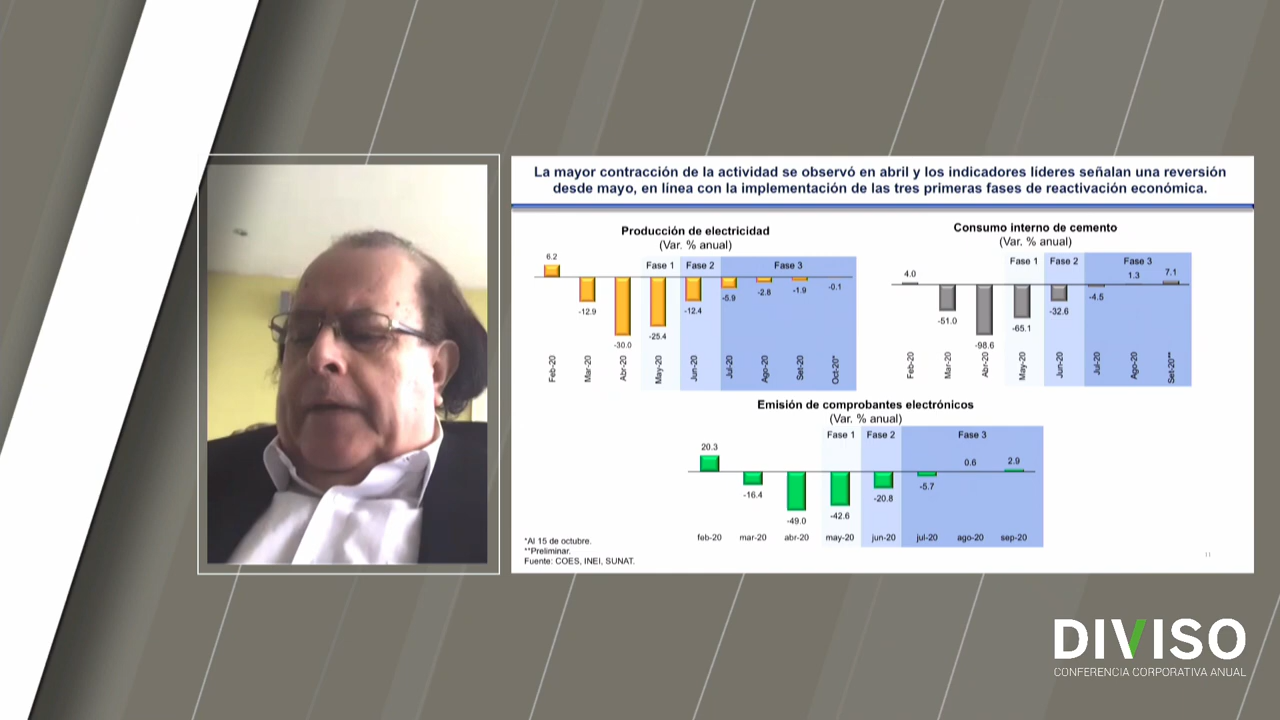 La mayor contracción de la actividad se observó en abril y los indicadores líderes señalan una reversión
desde mayo, en línea con la implementación de las tres primeras fases de reactivación económica.
Producción de electricidad
(Var. % anual)
Fase 1 Fase 2 Fase 3
6.2
-12.9
-30.0
-25.4
-12.4
-5.9
-2.8
-1.9
-0.1
Feb-20 Mar-20 Abr-20 May-20 Jun-20 Jul-20 Ago-20 Set-20 Oct-20*
Consumo interno de cemento
(Var. % anual)
Fase 1 Fase 2 Fase 3
4.0
-51.0
-98.6
-65.1
-32.6
-4.5
1.3
7.1
Feb-20 Mar-20 Abr-20 May-20 Jun-20 Jul-20 Ago-20 Set-20**
Emisión de comprobantes electrónicos
(Var. % anual)
Fase 1 Fase 2 Fase 3
20.3
-16.4
-49.0
-42.6
-20.8
-5.7
0.6
2.9
feb-20 mar-20 abr-20 may-20 jun-20 jul-20 ago-20 sep-20
*Al 15 de octubre.
**Preliminar.
Fuente: COES, INEI, SUNAT.
11
DIVISO
CONFERENCIA CORPORATIVA ANUAL